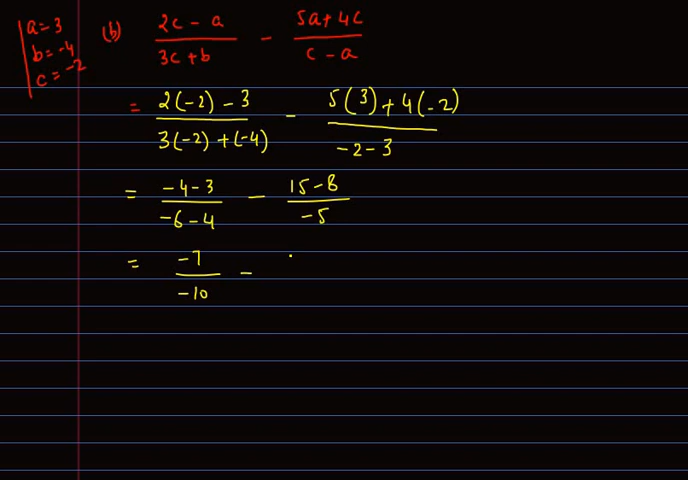 a=3
b=-4
c=-2
(b) (2c - a)/(3c + b) - (5a + 4c)/(c - a)
= (2(-2) - 3)/(3(-2) + (-4)) - (5(3) + 4(-2))/(-2 - 3)
= (-4 - 3)/(-6 - 4) - (15 - 8)/(-5)
= (-7)/(-10) -